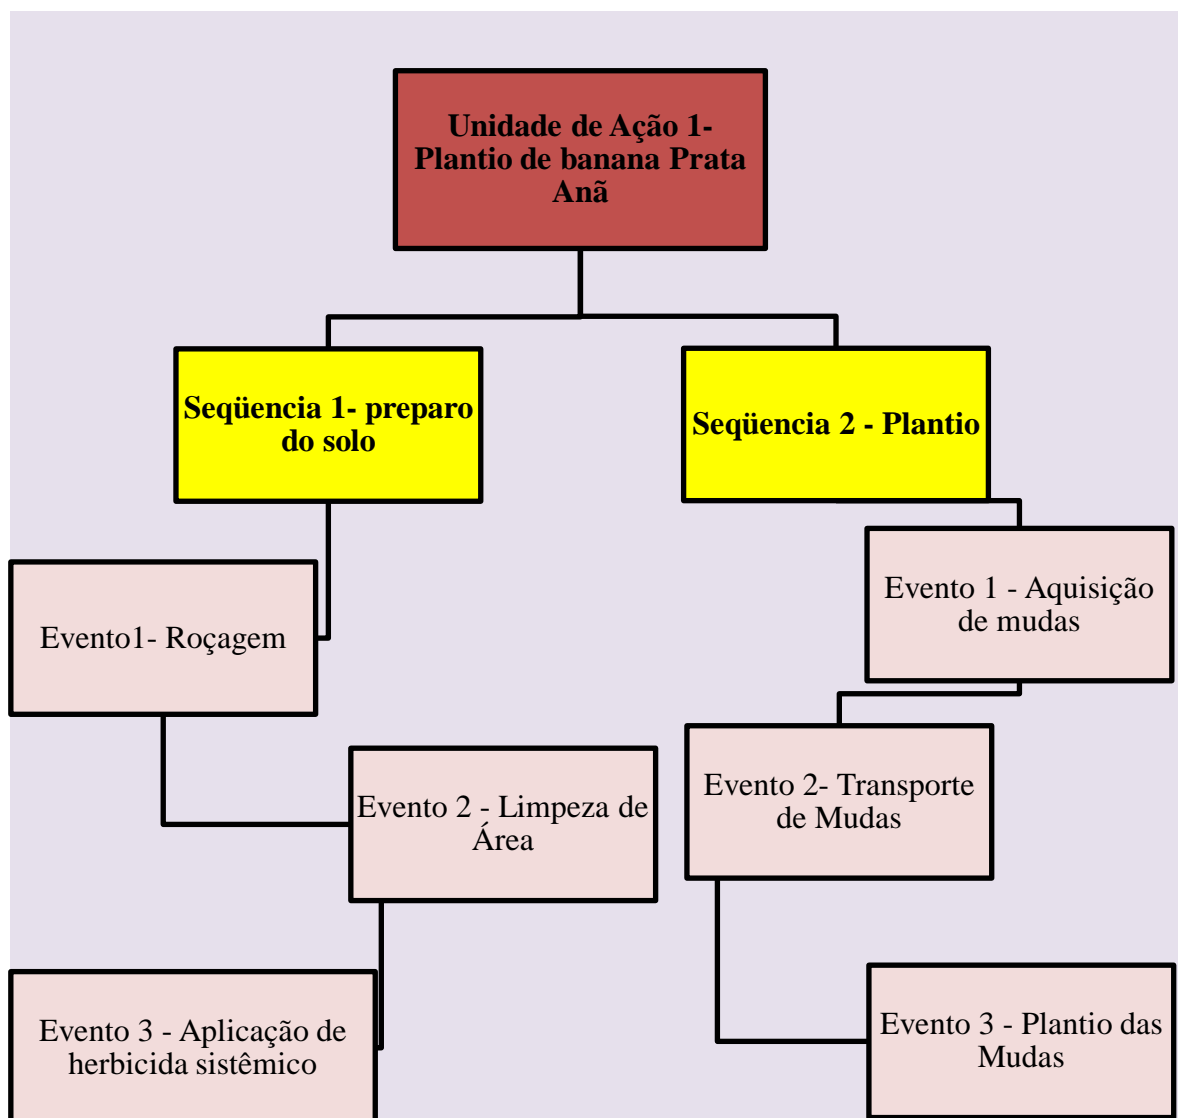 Unidade de Ação 1-
Plantio de banana Prata
Anã
Seqüencia 1- preparo
do solo
Seqüencia 2 - Plantio
Evento1- Roçagem
Evento 2 - Limpeza de
Área
Evento 3 - Aplicação de
herbicida sistêmico
Evento 1 - Aquisição
de mudas
Evento 2- Transporte
de Mudas
Evento 3 - Plantio das
Mudas